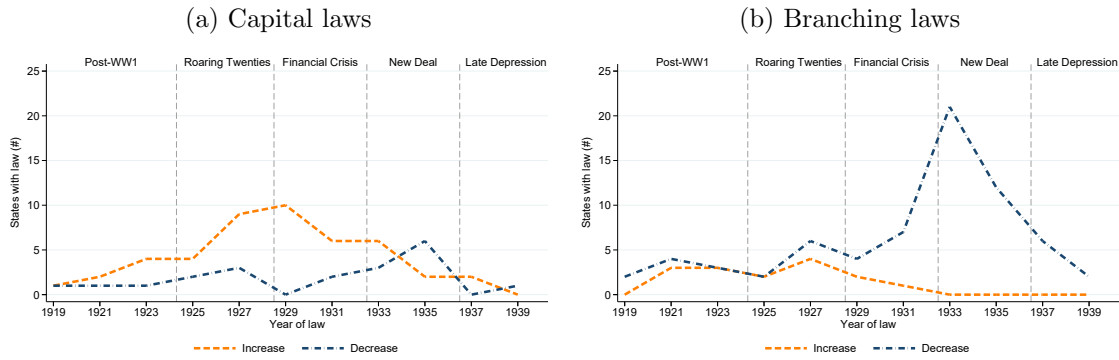 (a) Capital laws
Post-WW1 Roaring Twenties Financial Crisis New Deal Late Depression
25
20
15
10
5
0
States with law (#)
1919 1921 1923 1925 1927 1929 1931 1933 1935 1937 1939
Year of law
Increase Decrease
(b) Branching laws
Post-WW1 Roaring Twenties Financial Crisis New Deal Late Depression
25
20
15
10
5
0
States with law (#)
1919 1921 1923 1925 1927 1929 1931 1933 1935 1937 1939
Year of law
Increase Decrease